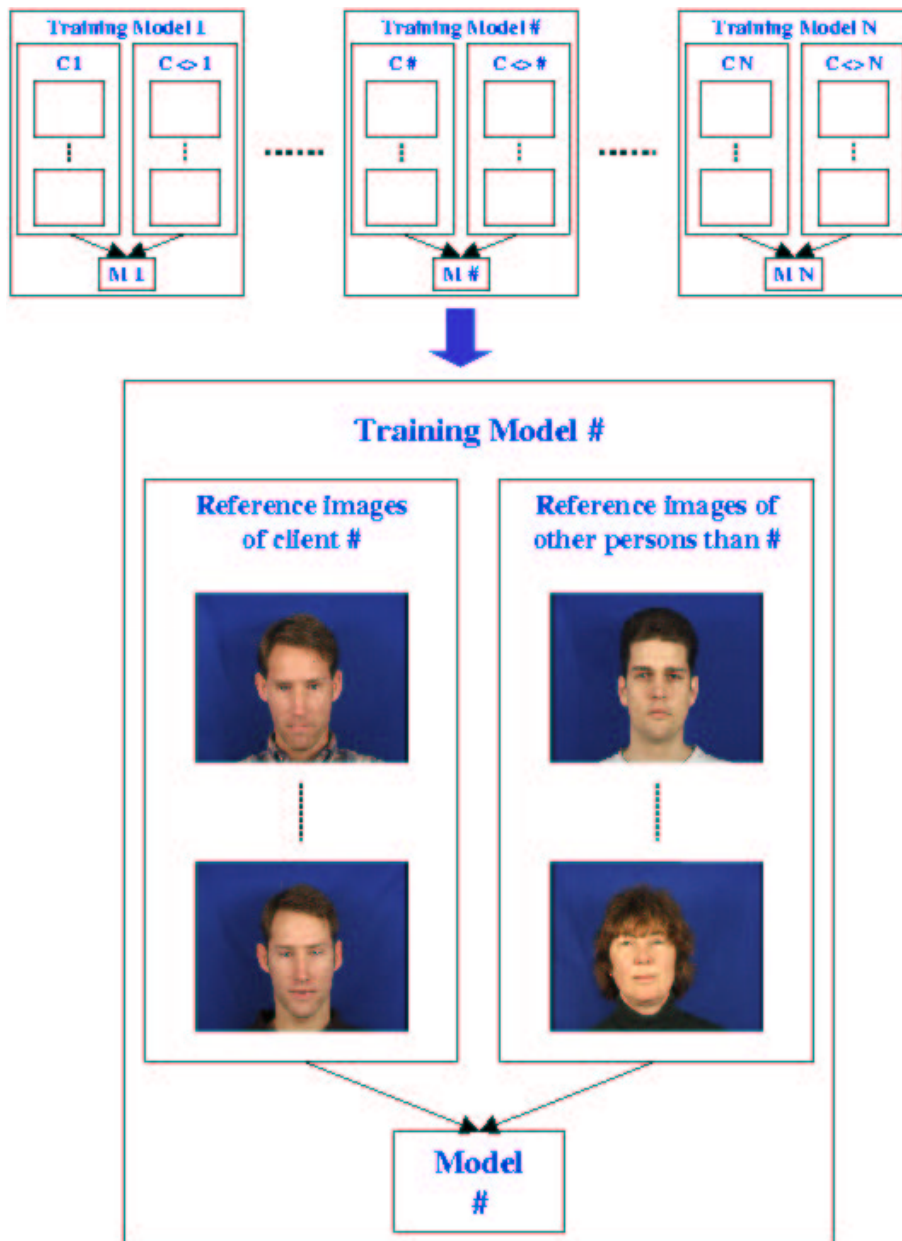 Training Model 1
C 1
C <> 1
M 1
Training Model #
C #
C <> #
M #
Training Model N
C N
C <> N
M N
Training Model #
Reference images
of client #
Reference images of
other persons than #
Model
#